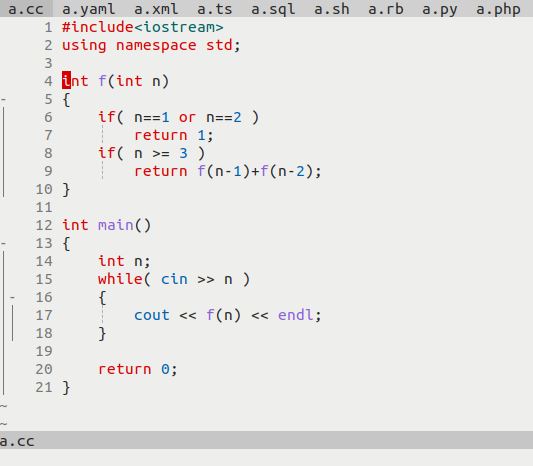 a.cc a.yaml a.xml a.ts a.sql a.sh a.rb a.py a.php
1 #include<iostream>
2 using namespace std;
3
4 int f(int n)
- 5 {
6     if( n==1 or n==2 )
7         return 1;
8     if( n >= 3 )
9         return f(n-1)+f(n-2);
10 }
11
12 int main()
- 13 {
14     int n;
15     while( cin >> n )
- 16     {
17         cout << f(n) << endl;
18     }
19
20     return 0;
21 }
~
~
a.cc